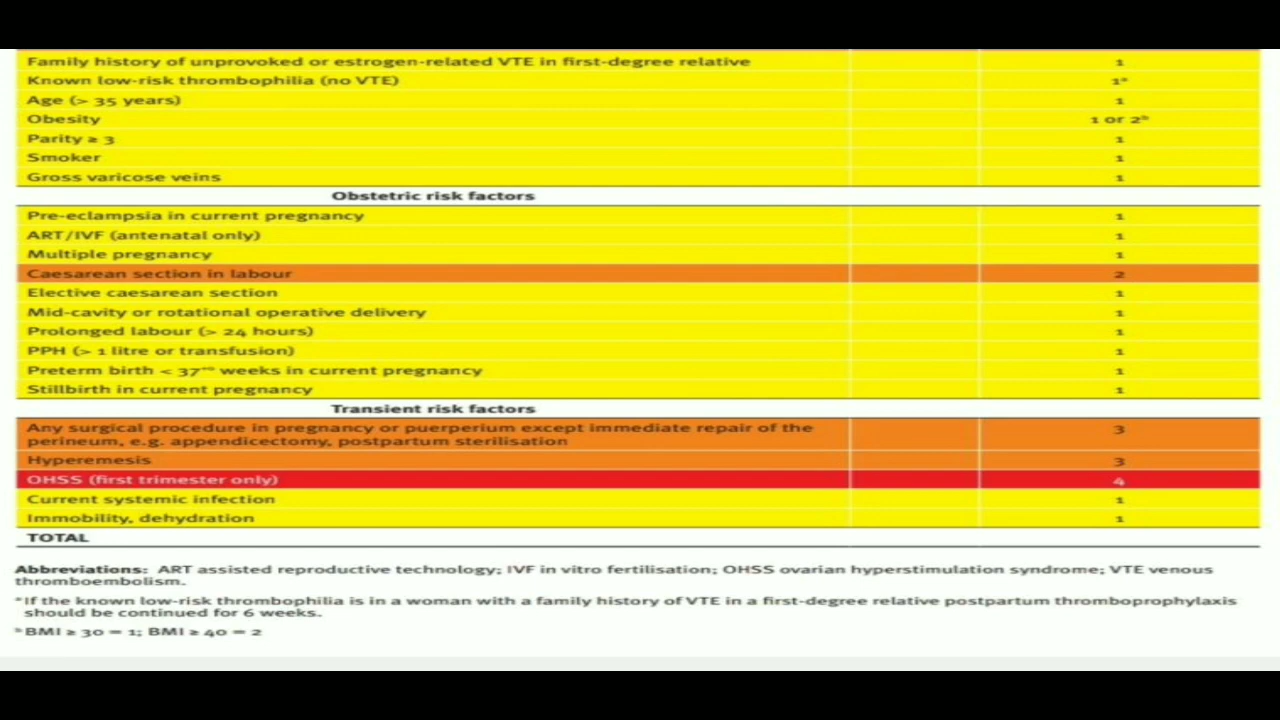 Family history of unprovoked or estrogen-related VTE in first-degree relative 1
Known low-risk thrombophilia (no VTE) 1ᵃ
Age (> 35 years) 1
Obesity 1 or 2ᵇ
Parity ≥ 3 1
Smoker 1
Gross varicose veins 1
Obstetric risk factors
Pre-eclampsia in current pregnancy 1
ART/IVF (antenatal only) 1
Multiple pregnancy 1
Caesarean section in labour 2
Elective caesarean section 1
Mid-cavity or rotational operative delivery 1
Prolonged labour (> 24 hours) 1
PPH (> 1 litre or transfusion) 1
Preterm birth < 37⁺⁰ weeks in current pregnancy 1
Stillbirth in current pregnancy 1
Transient risk factors
Any surgical procedure in pregnancy or puerperium except immediate repair of the 3
perineum, e.g. appendicectomy, postpartum sterilisation
Hyperemesis 3
OHSS (first trimester only) 4
Current systemic infection 1
Immobility, dehydration 1
TOTAL
Abbreviations: ART assisted reproductive technology; IVF in vitro fertilisation; OHSS ovarian hyperstimulation syndrome; VTE venous
thromboembolism.
ᵃIf the known low-risk thrombophilia is in a woman with a family history of VTE in a first-degree relative postpartum thromboprophylaxis
should be continued for 6 weeks.
ᵇBMI ≥ 30 = 1; BMI ≥ 40 = 2